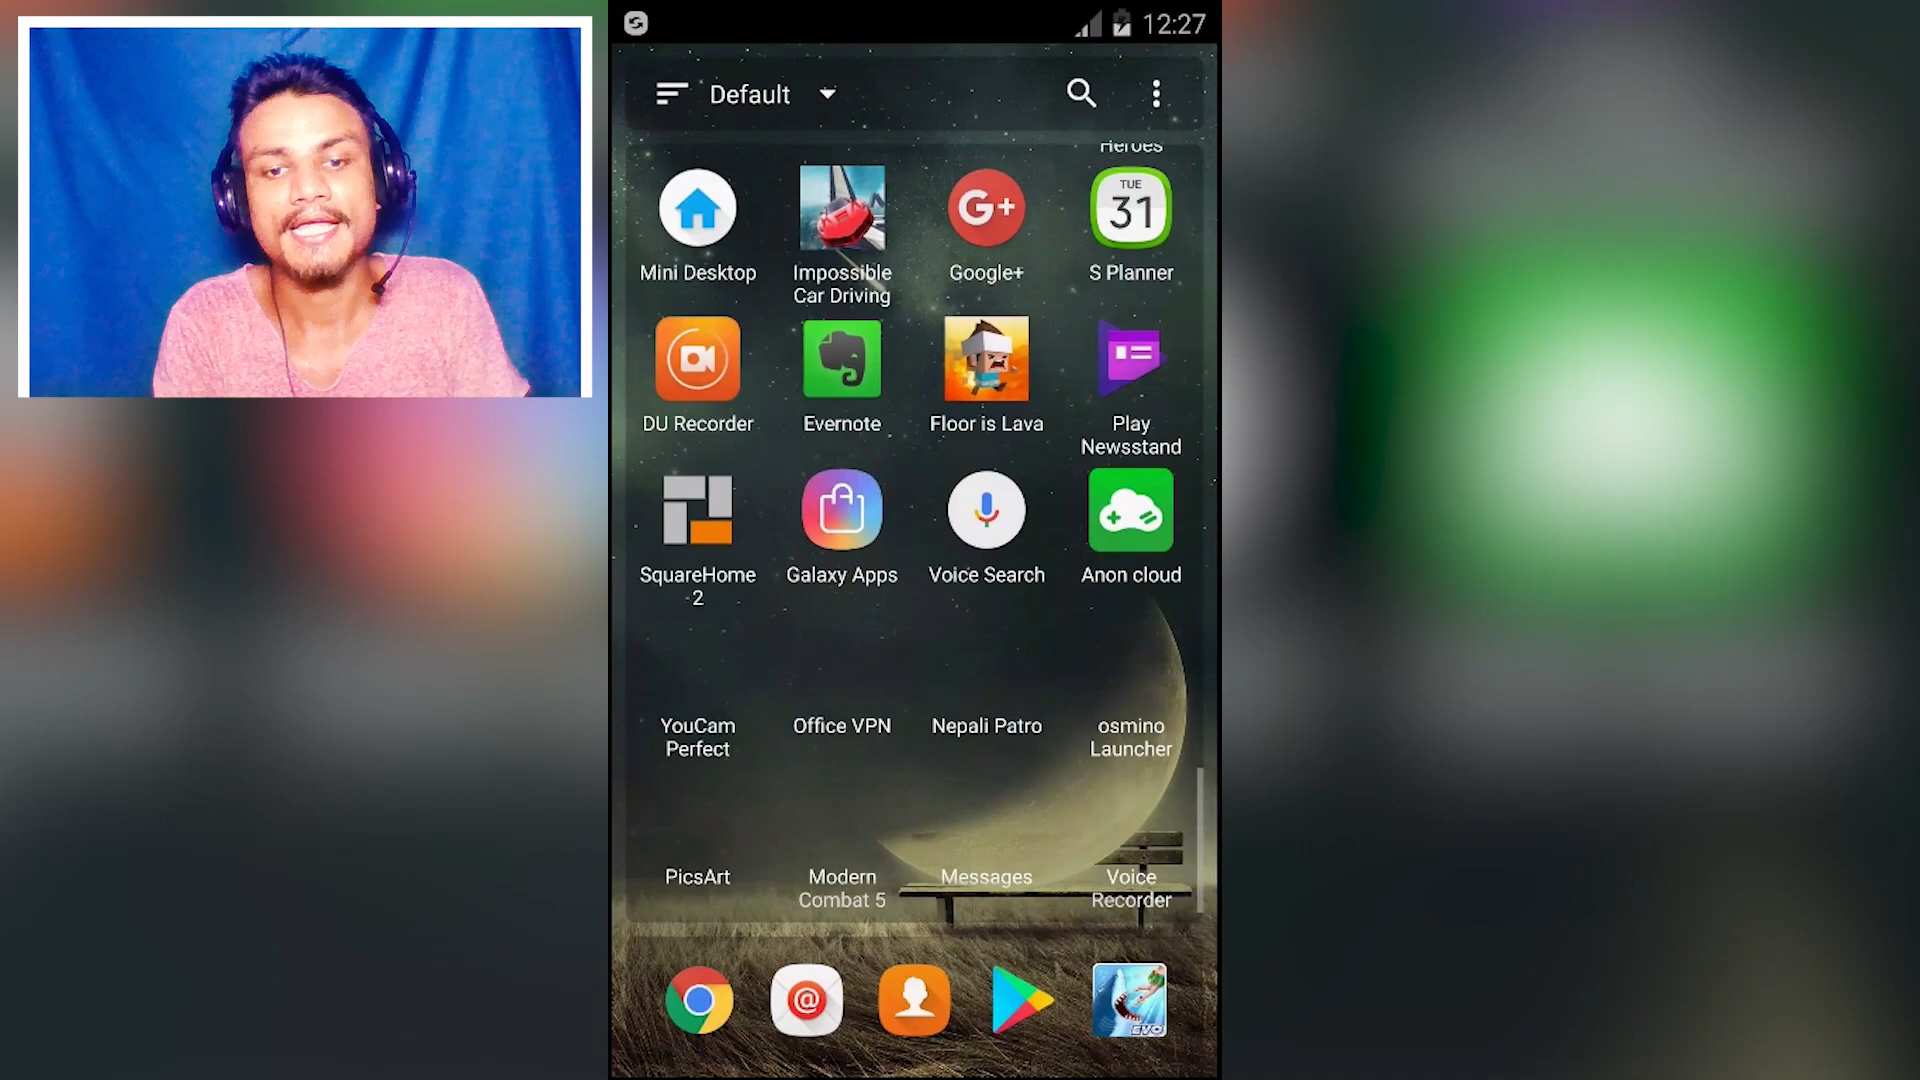 12:27
Default
Heroes
TUE
31
G+
Mini Desktop
Impossible
Car Driving
Google+
S Planner
DU Recorder
Evernote
Floor is Lava
Play
Newsstand
SquareHome
2
Galaxy Apps
Voice Search
Anon cloud
YouCam
Perfect
Office VPN
Nepali Patro
osmino
Launcher
PicsArt
Modern
Combat 5
Messages
Voice
Recorder
@
EVO